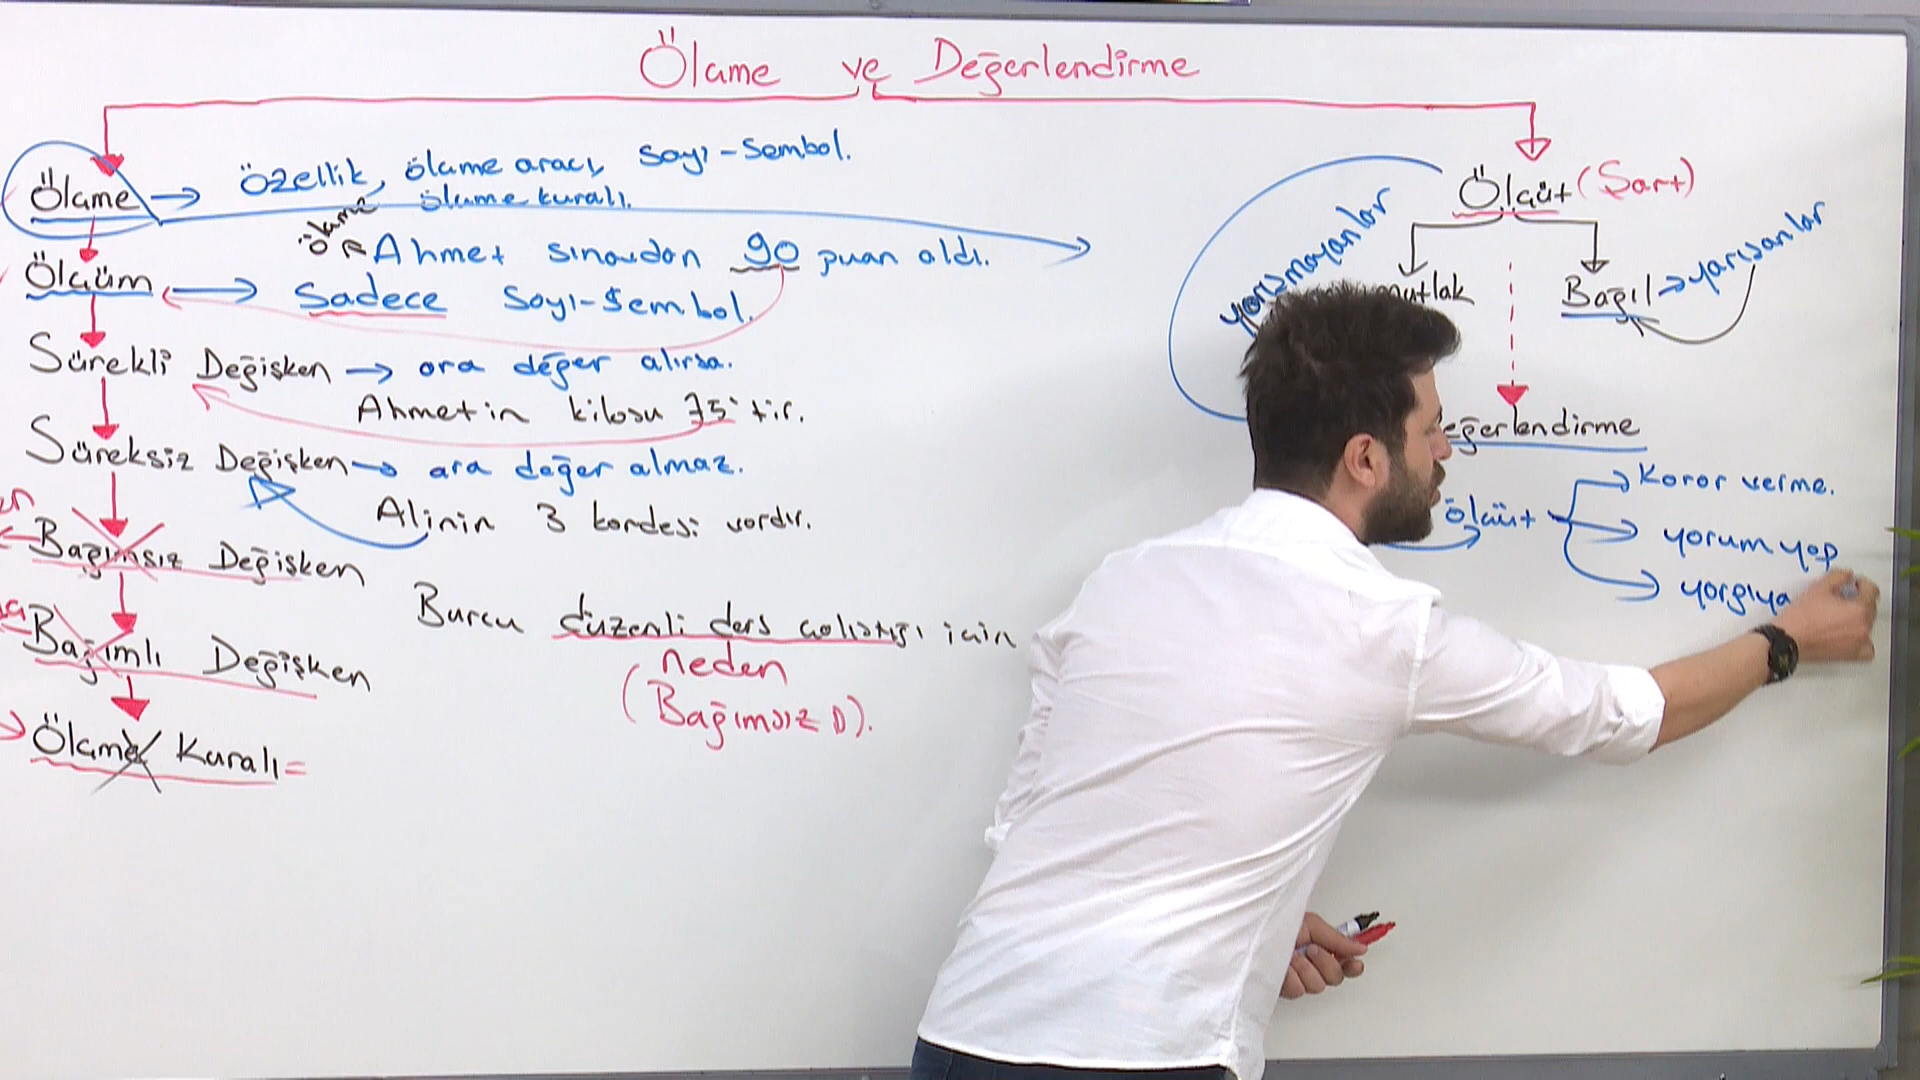 Ölçme ve Değerlendirme
Ölçme → özellik, ölçme aracı, sayı-sembol.
ölçme kuralı.
ölçme
Ahmet sınavdan 90 puan aldı.
Ölçüm → Sadece sayı-sembol.
Sürekli Değişken → ara değer alırsa.
Ahmetin kilosu 75'tir.
Süreksiz Değişken → ara değer almaz.
Alinin 3 kardeşi vardır.
Bağımsız Değişken
Burcu düzenli ders çalıştığı için
neden
(Bağımsız D).
Bağımlı Değişken
Ölçme Kuralı =
Ölçüt (Şart)
yarışmayanlar
mutlak
Bağıl → yarışanlar
eğerlendirme
ölçüt
→ Karar verme.
→ yorum yap
→ yargıya